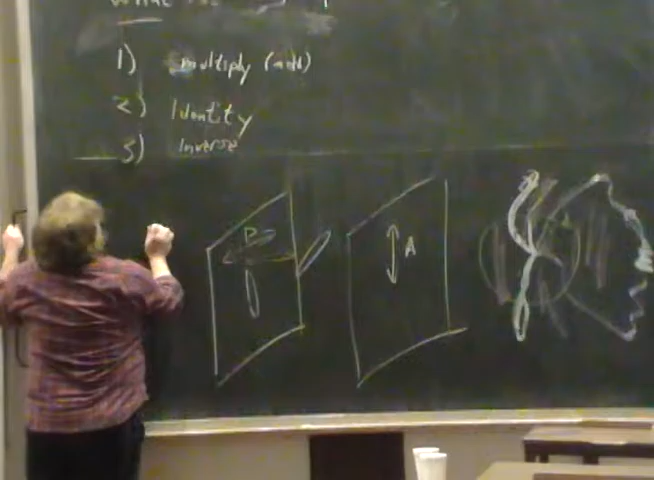 1) multiply (add)
2) Identity
3) Inverse
P
A